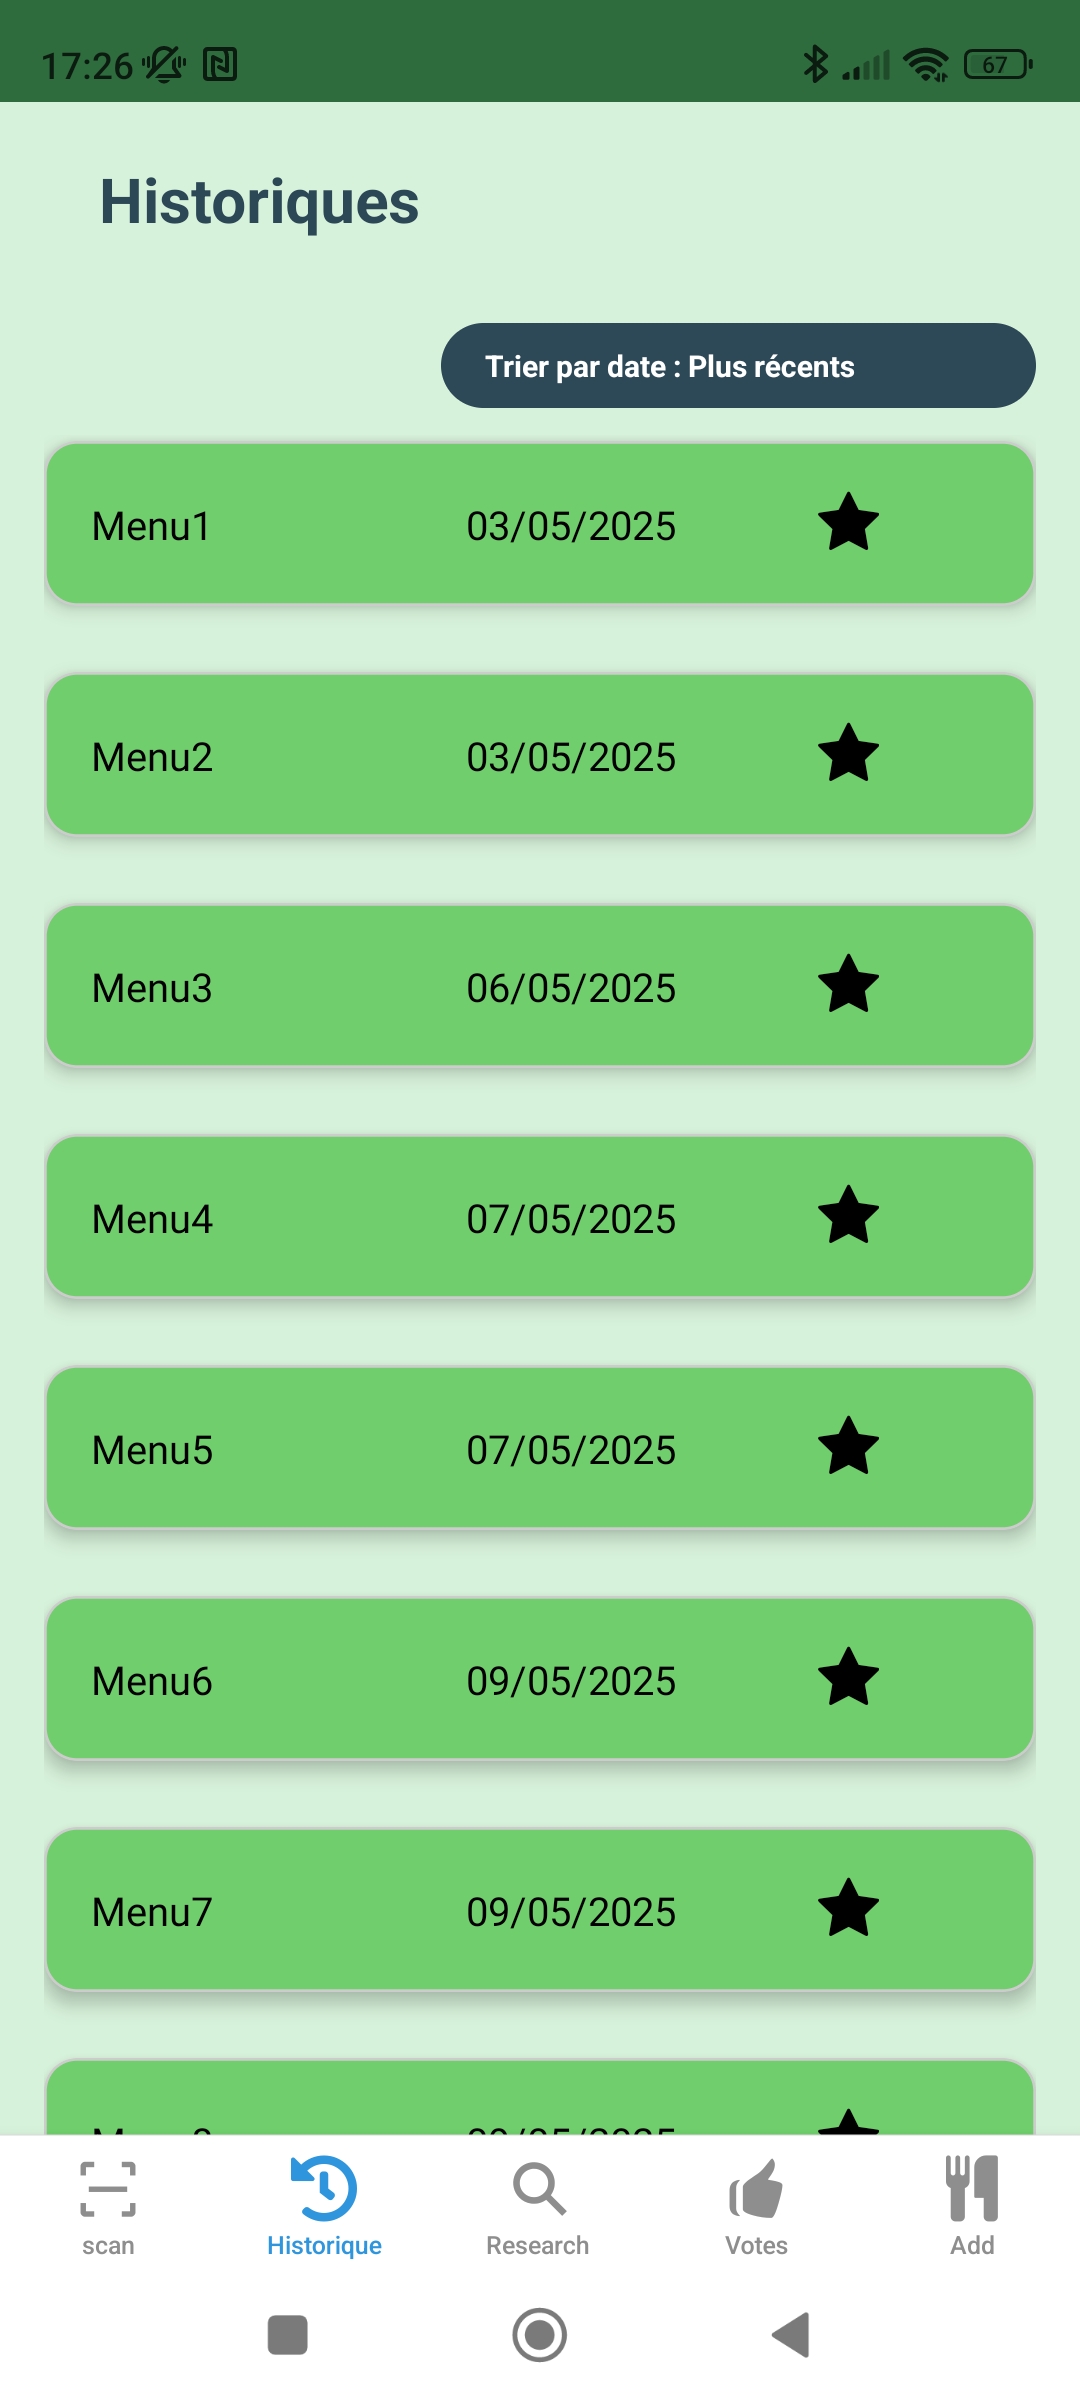 17:26
67
Historiques
Trier par date : Plus récents
Menu1 03/05/2025
Menu2 03/05/2025
Menu3 06/05/2025
Menu4 07/05/2025
Menu5 07/05/2025
Menu6 09/05/2025
Menu7 09/05/2025
scan Historique Research Votes Add